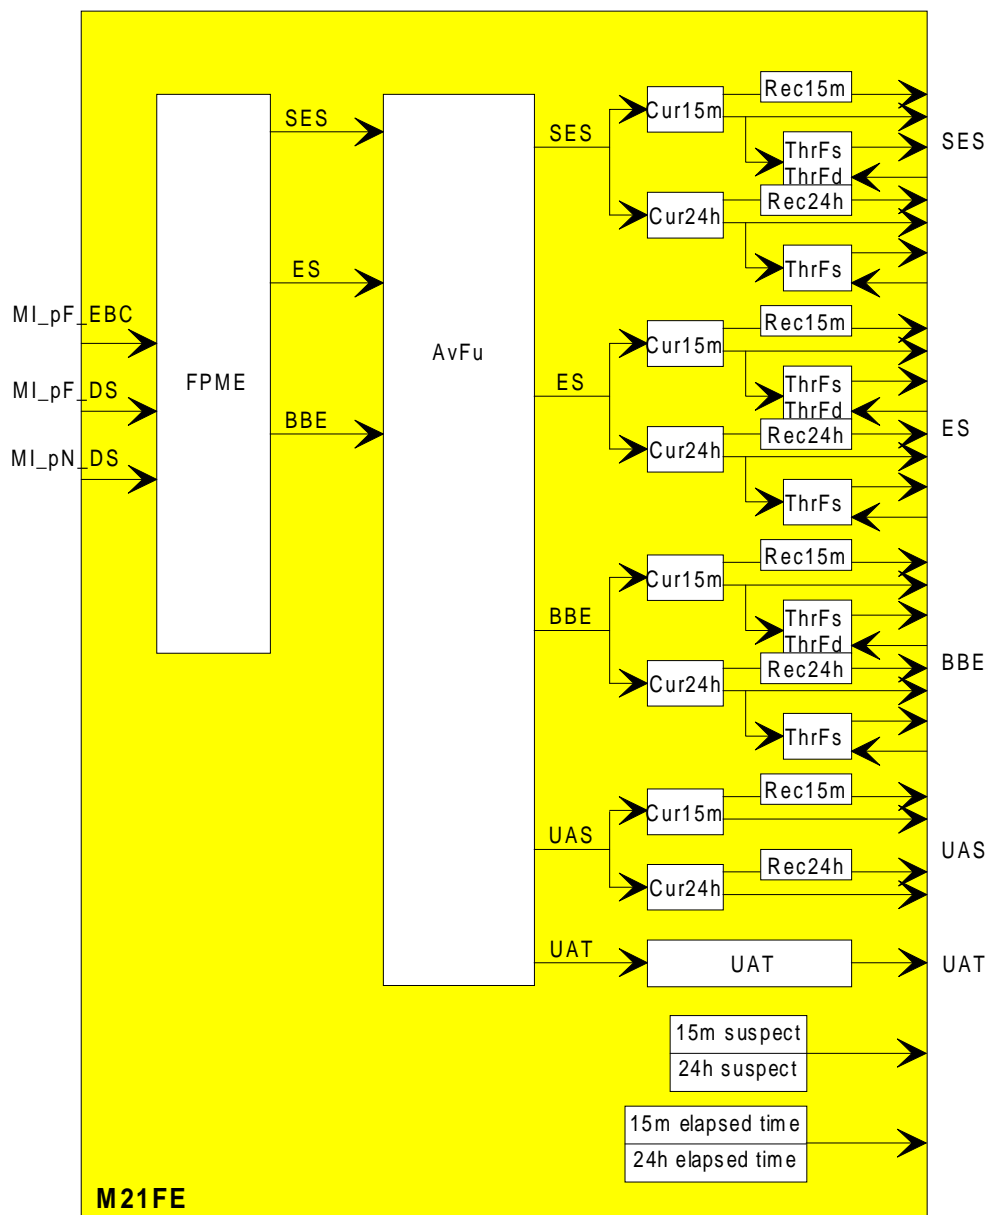 SES
SES
Cur15m
Rec15m
ThrFs
ThrFd
SES
Cur24h
Rec24h
ThrFs
MI_pF_EBC
MI_pF_DS
MI_pN_DS
FPME
ES
BBE
AvFu
ES
Cur15m
Rec15m
ThrFs
ThrFd
ES
Cur24h
Rec24h
ThrFs
BBE
Cur15m
Rec15m
ThrFs
ThrFd
BBE
Cur24h
Rec24h
ThrFs
UAS
Cur15m
Rec15m
UAS
Cur24h
Rec24h
UAT
UAT
UAT
15m suspect
24h suspect
15m elapsed time
24h elapsed time
M21FE